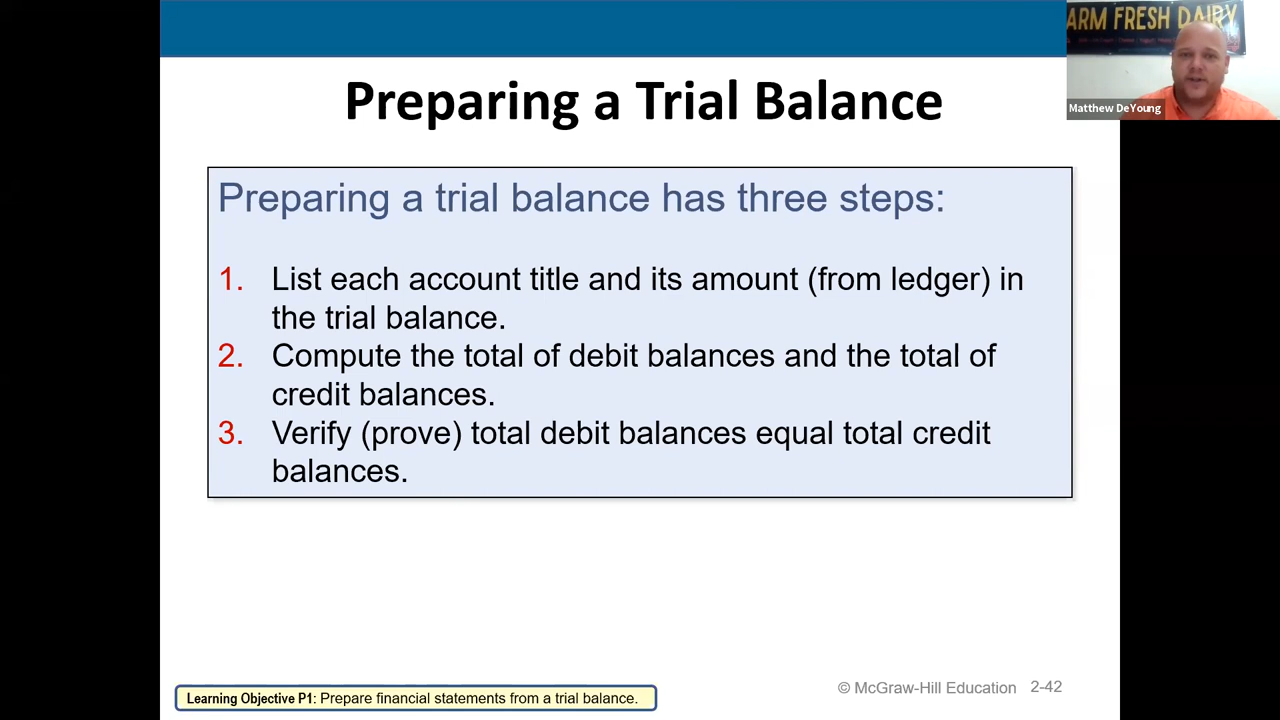 Preparing a Trial Balance
ARM FRESH DAIRY
Matthew DeYoung
Preparing a trial balance has three steps:
1. List each account title and its amount (from ledger) in
the trial balance.
2. Compute the total of debit balances and the total of
credit balances.
3. Verify (prove) total debit balances equal total credit
balances.
Learning Objective P1: Prepare financial statements from a trial balance.
© McGraw-Hill Education 2-42